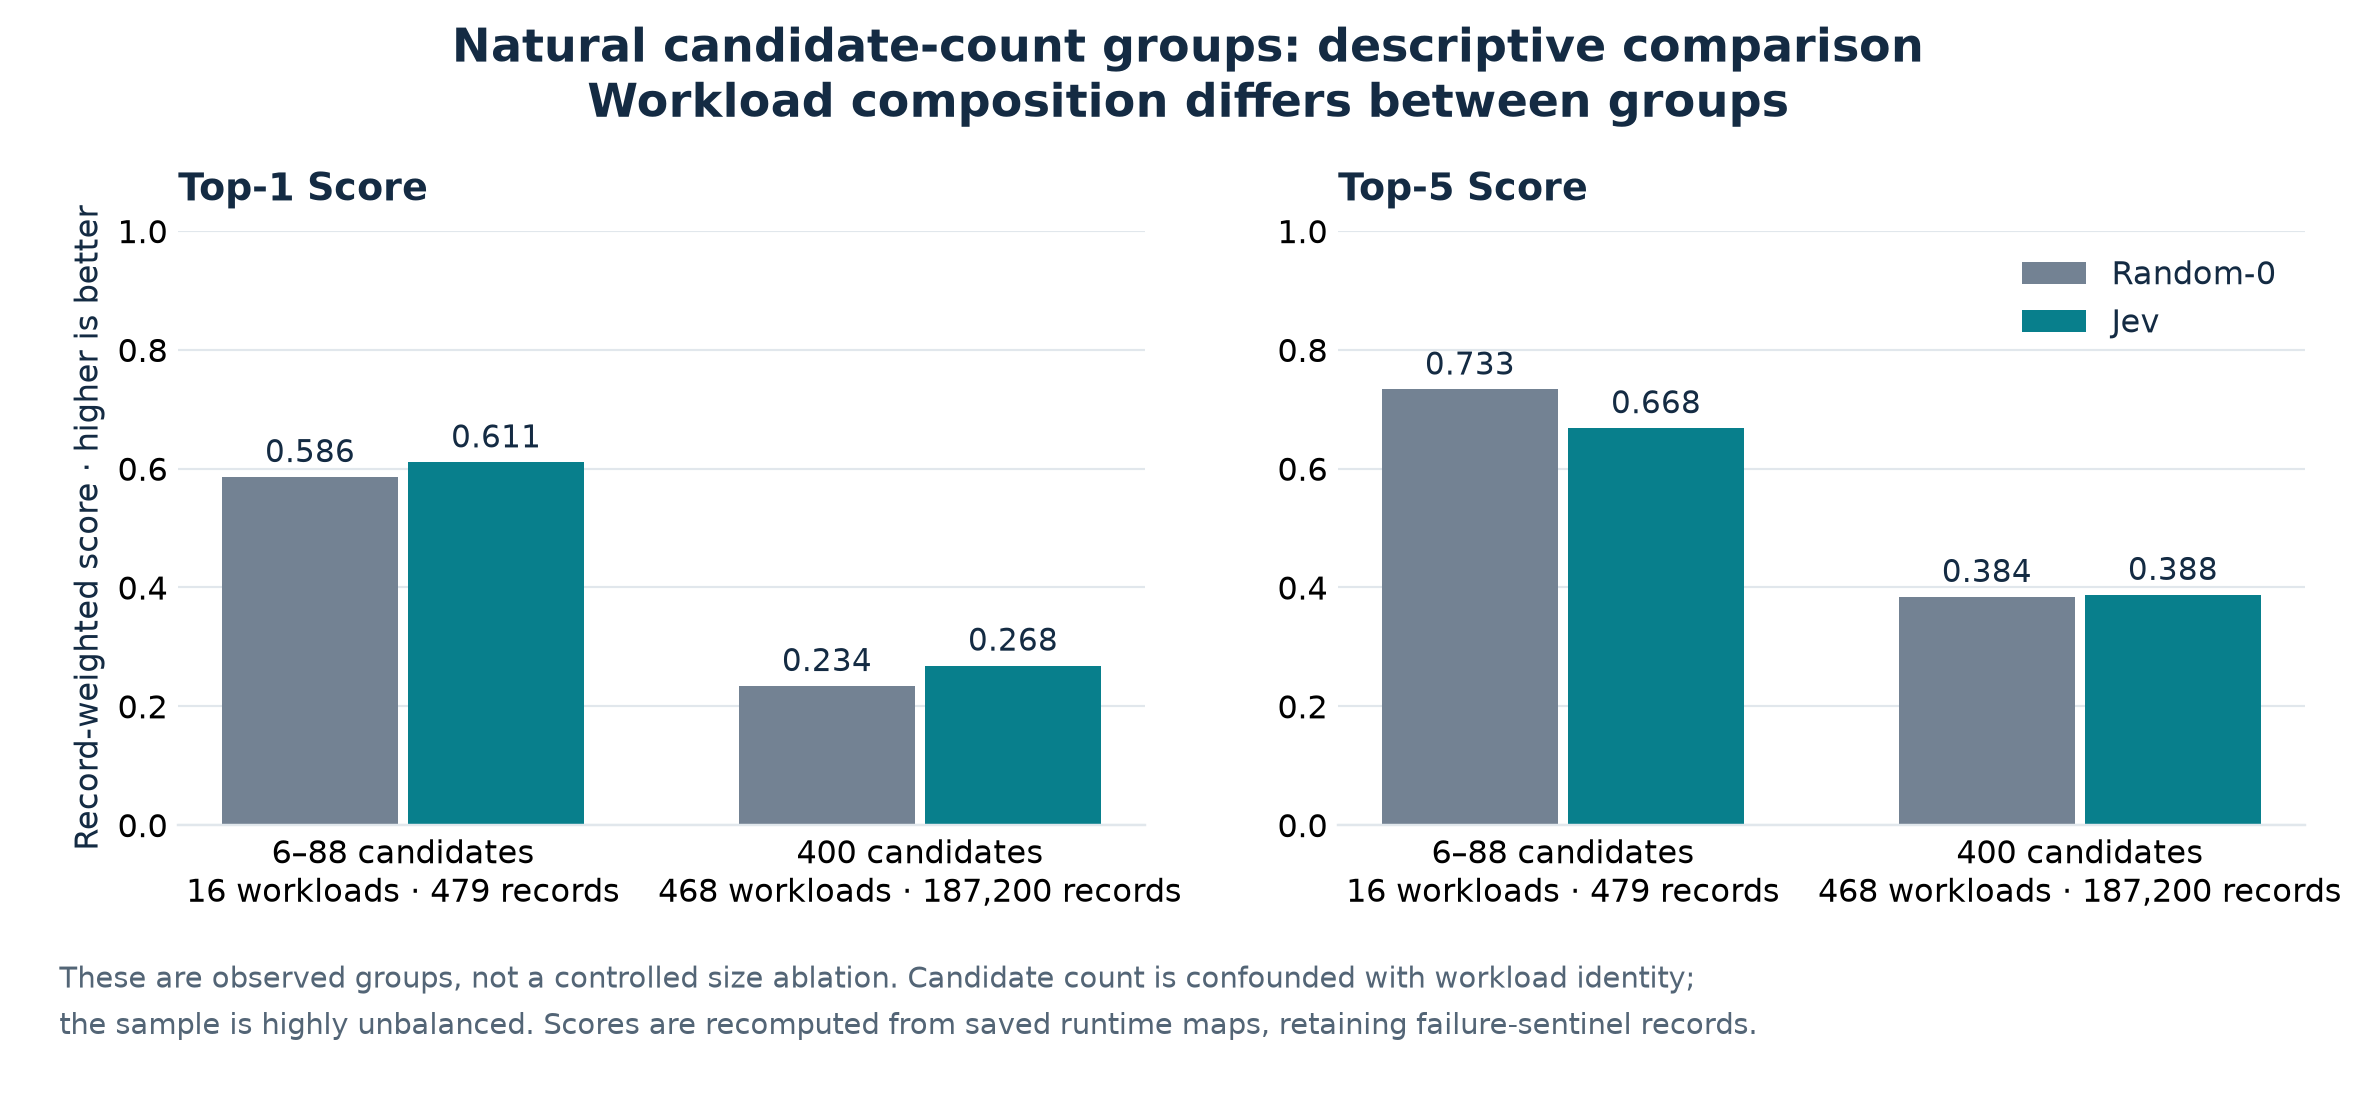 Natural candidate-count groups: descriptive comparison
Workload composition differs between groups
Top-1 Score
Record-weighted score · higher is better
1.0
0.8
0.6
0.4
0.2
0.0
0.586
0.611
0.234
0.268
6–88 candidates
16 workloads · 479 records
400 candidates
468 workloads · 187,200 records
Top-5 Score
1.0
0.8
0.6
0.4
0.2
0.0
Random-0
Jev
0.733
0.668
0.384
0.388
6–88 candidates
16 workloads · 479 records
400 candidates
468 workloads · 187,200 records
These are observed groups, not a controlled size ablation. Candidate count is confounded with workload identity;
the sample is highly unbalanced. Scores are recomputed from saved runtime maps, retaining failure-sentinel records.